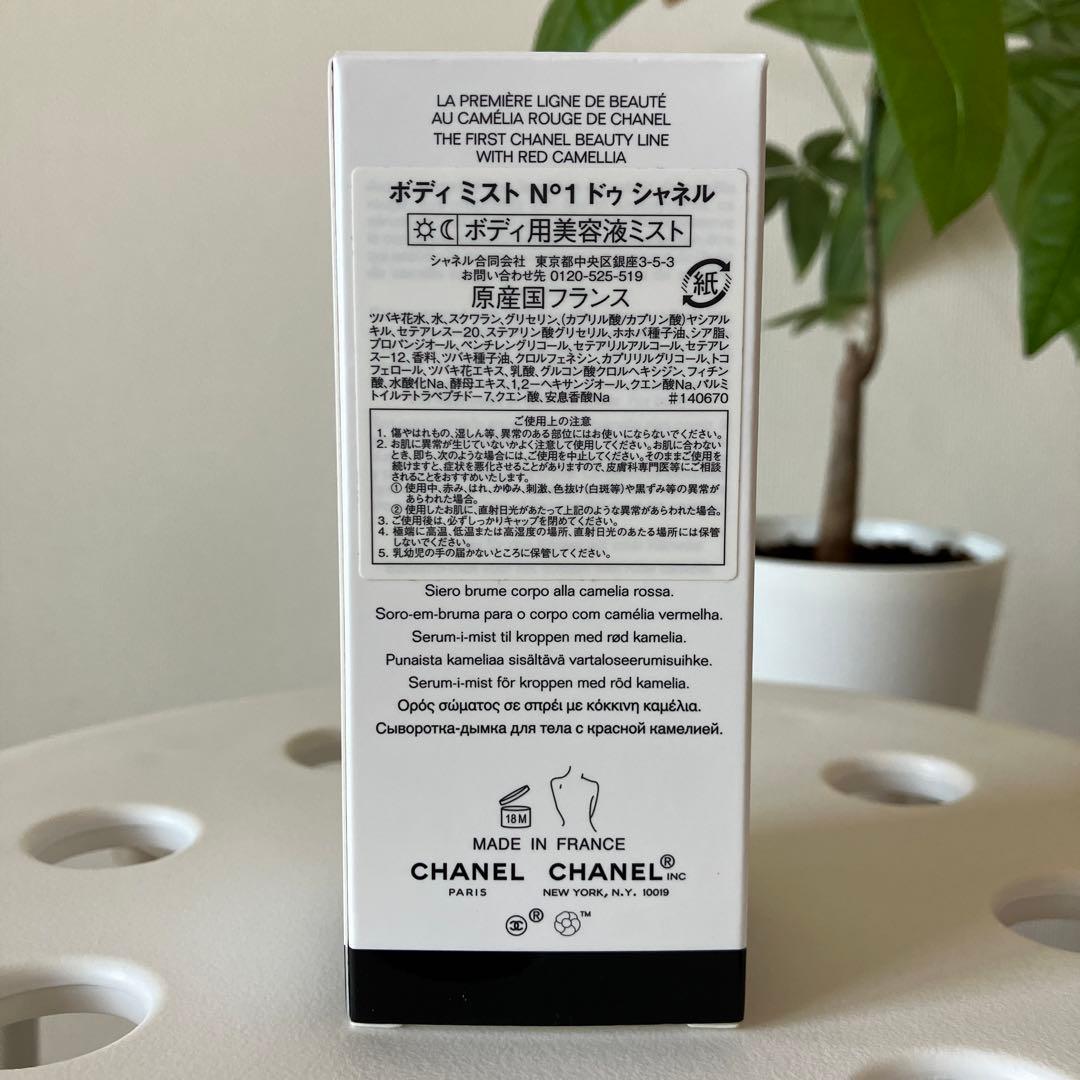 LA PREMIÈRE LIGNE DE BEAUTÉ
AU CAMÉLIA ROUGE DE CHANEL
THE FIRST CHANEL BEAUTY LINE
WITH RED CAMELLIA
ボディ ミスト N°1 ドゥ シャネル
ボディ用美容液ミスト
シャネル合同会社 東京都中央区銀座3-5-3
お問い合わせ先 0120-525-519
紙
原産国フランス
ツバキ花水、水、スクワラン、グリセリン、(カプリル酸/カプリン酸)ヤシアル
キル、セテアレス-20、ステアリン酸グリセリル、ホホバ種子油、シア脂、
プロパンジオール、ペンチレングリコール、セテアリルアルコール、セテアレ
ス-12、香料、ツバキ種子油、クロルフェネシン、カプリリルグリコール、トコ
フェロール、ツバキ花エキス、乳酸、グルコン酸クロルヘキシジン、フィチン
酸、水酸化Na、酵母エキス、1,2-ヘキサンジオール、クエン酸Na、パルミ
トイルテトラペプチド-7、クエン酸、安息香酸Na #140670
ご使用上の注意
1. 傷やはれもの、湿しん等、異常のある部位にはお使いにならないでください。
2. お肌に異常が生じていないかよく注意して使用してください。お肌に合わない
とき、即ち、次のような場合には、ご使用を中止してください。そのままご使用を
続けますと、症状を悪化させることがありますので、皮膚科専門医等にご相談
されることをおすすめいたします。
① 使用中、赤み、はれ、かゆみ、刺激、色抜け(白斑等)や黒ずみ等の異常が
あらわれた場合。
② 使用したお肌に、直射日光があたって上記のような異常があらわれた場合。
3. ご使用後は、必ずしっかりキャップを閉めてください。
4. 極端に高温、低温または高湿度の場所、直射日光のあたる場所には保管
しないでください。
5. 乳幼児の手の届かないところに保管してください。
Siero brume corpo alla camelia rossa.
Soro-em-bruma para o corpo com camélia vermelha.
Serum-i-mist til kroppen med rød kamelia.
Punaista kameliaa sisältävä vartaloseerumisuihke.
Serum-i-mist för kroppen med röd kamelia.
Ορός σώματος σε σπρέι με κόκκινη καμέλια.
Сыворотка-дымка для тела с красной камелией.
18 M
MADE IN FRANCE
CHANEL CHANEL® INC
PARIS NEW YORK, N.Y. 10019
® ™